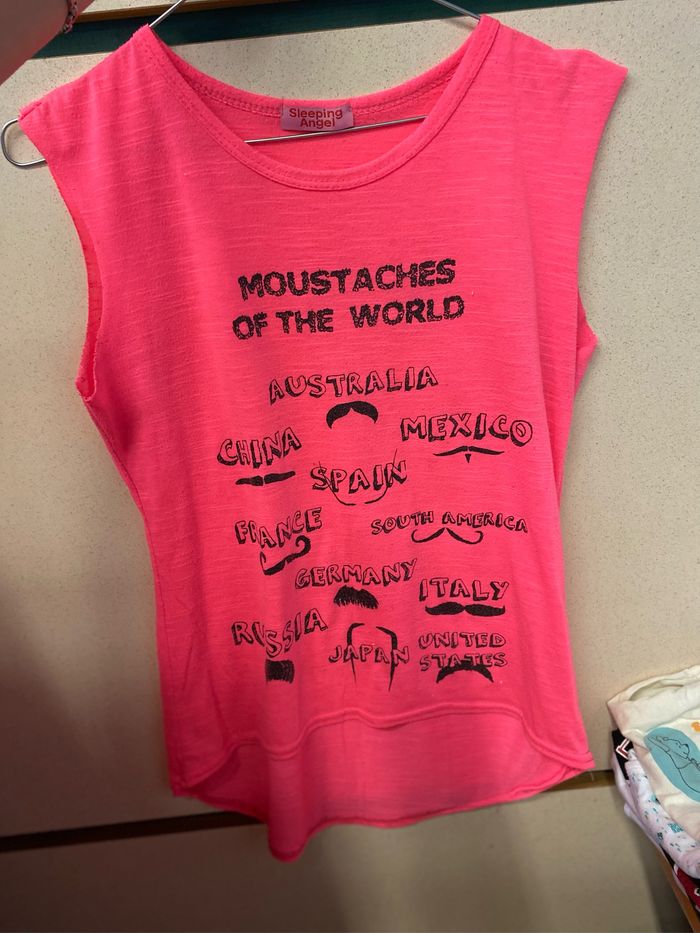 Sleeping
Angel
MOUSTACHES
OF THE WORLD
AUSTRALIA
CHINA
MEXICO
SPAIN
FRANCE
SOUTH AMERICA
GERMANY
ITALY
RUSSIA
JAPAN
UNITED
STATES